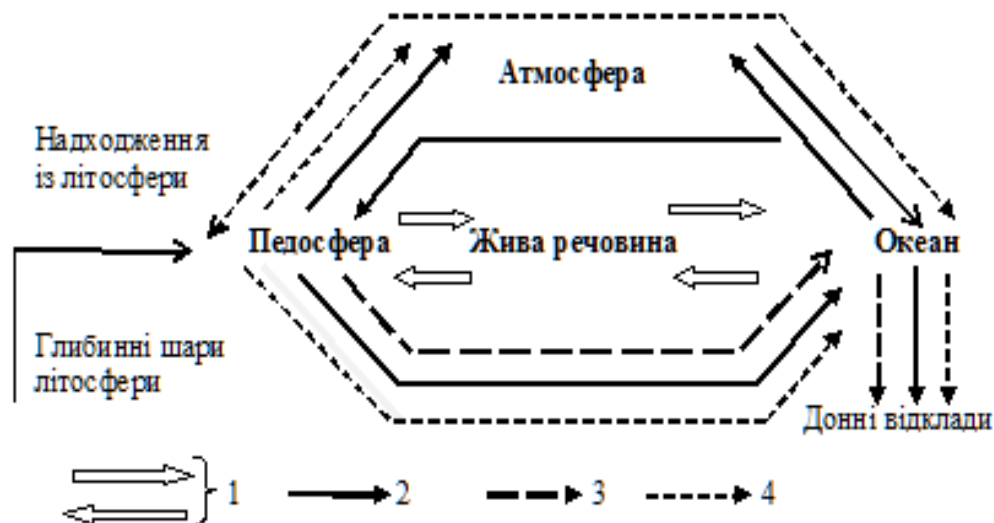 Атмосфера
Надходження
із літосфери
Педосфера
Жива речовина
Океан
Глибинні шари
літосфери
Донні відклади
1 2 3 4